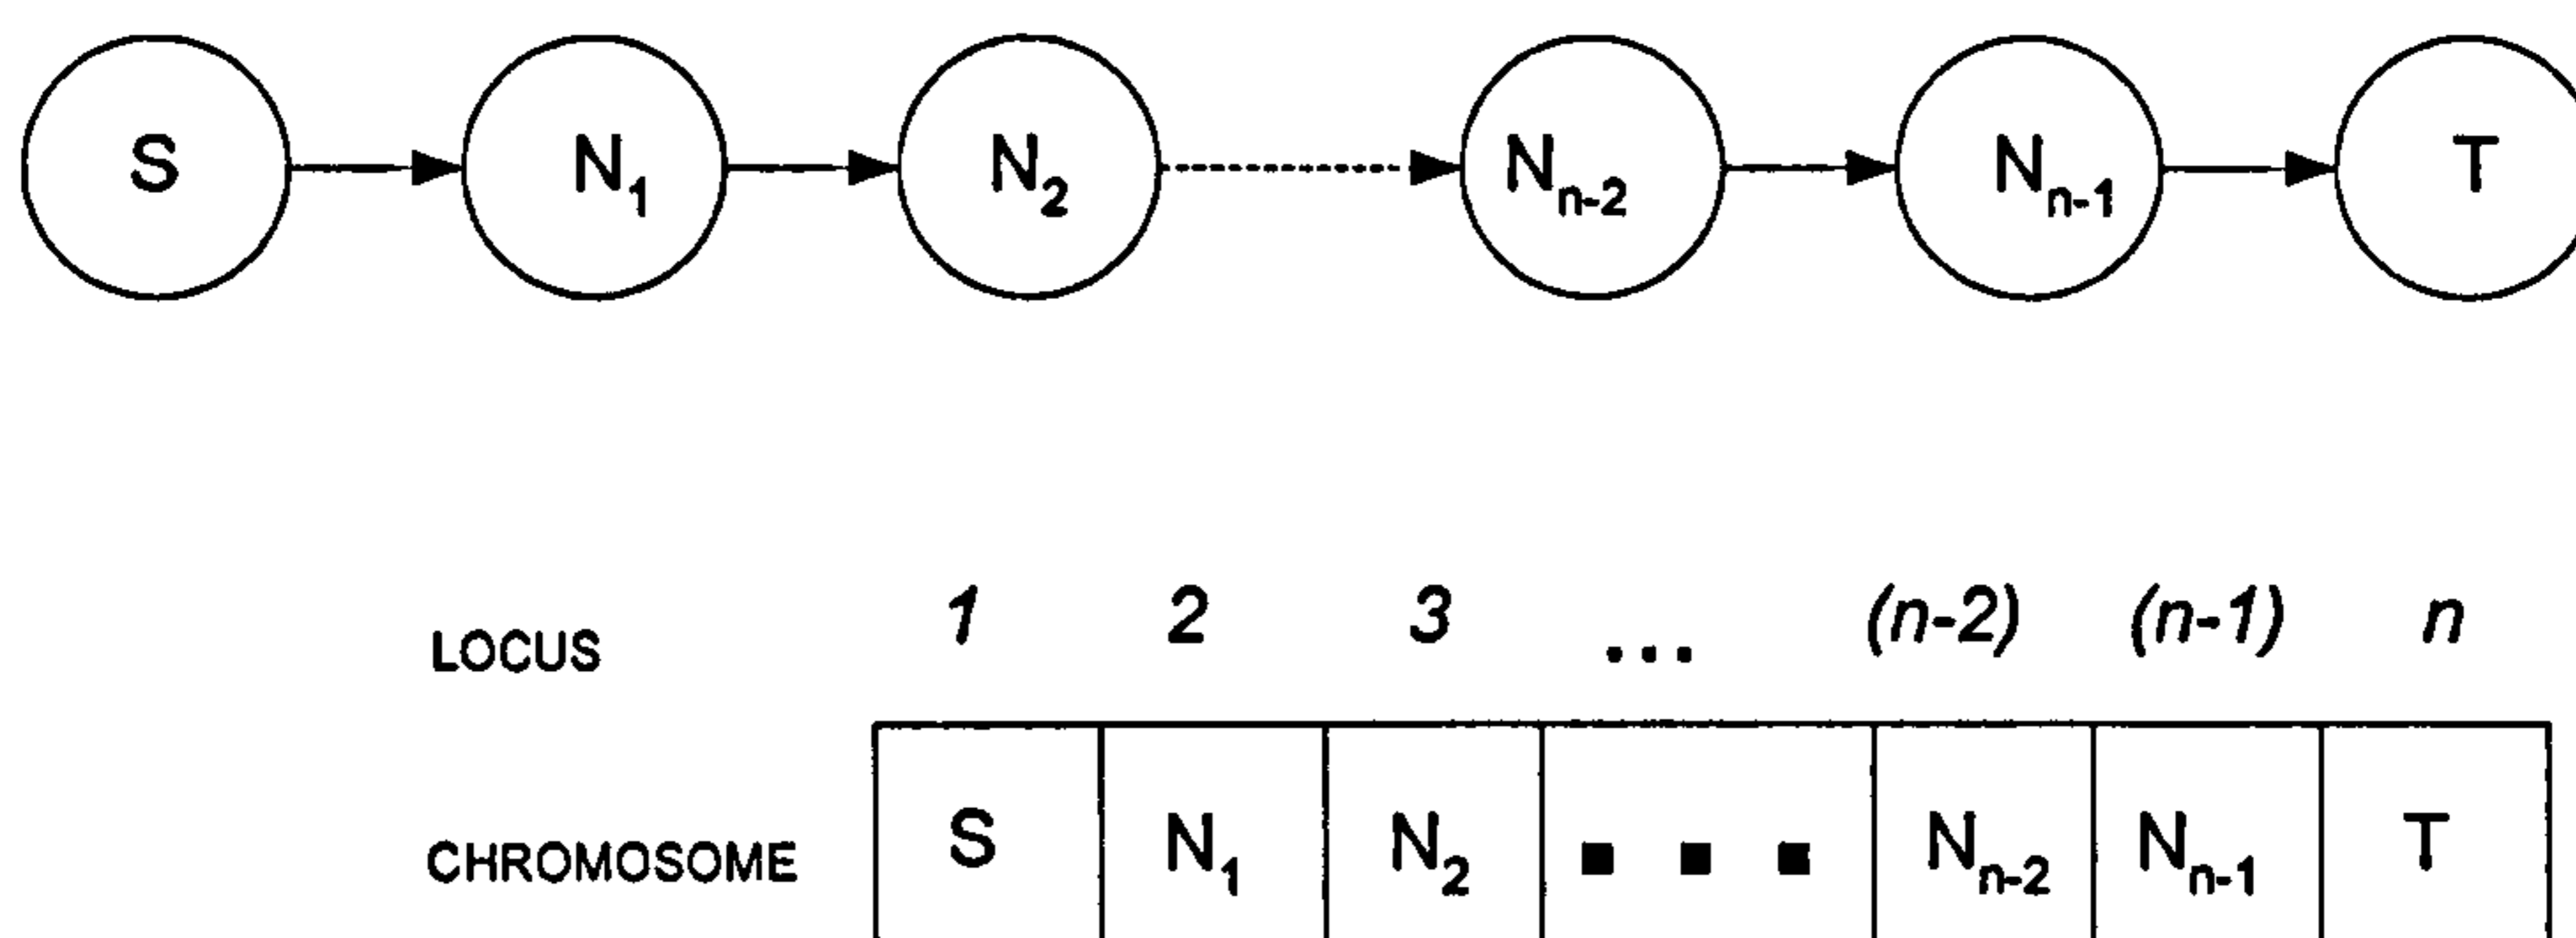 S N₁ N₂ Nₙ₋₂ Nₙ₋₁ T
LOCUS 1 2 3 ... (n-2) (n-1) n
CHROMOSOME S N₁ N₂ ▪ ▪ ▪ Nₙ₋₂ Nₙ₋₁ T